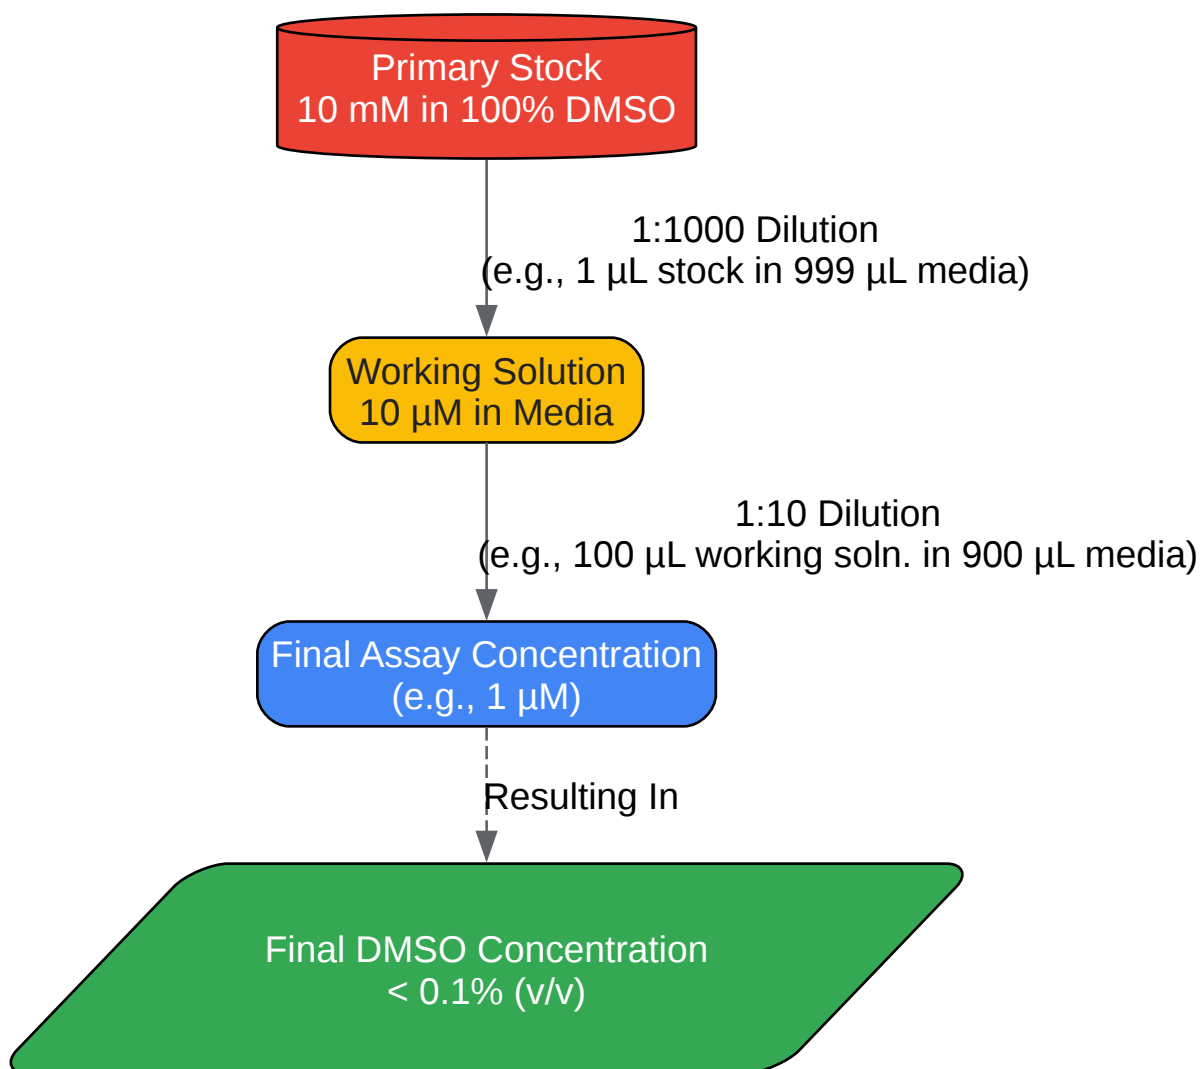 Primary Stock
10 mM in 100% DMSO
1:1000 Dilution
(e.g., 1 µL stock in 999 µL media)
Working Solution
10 µM in Media
1:10 Dilution
(e.g., 100 µL working soln. in 900 µL media)
Final Assay Concentration
(e.g., 1 µM)
Resulting In
Final DMSO Concentration
< 0.1% (v/v)